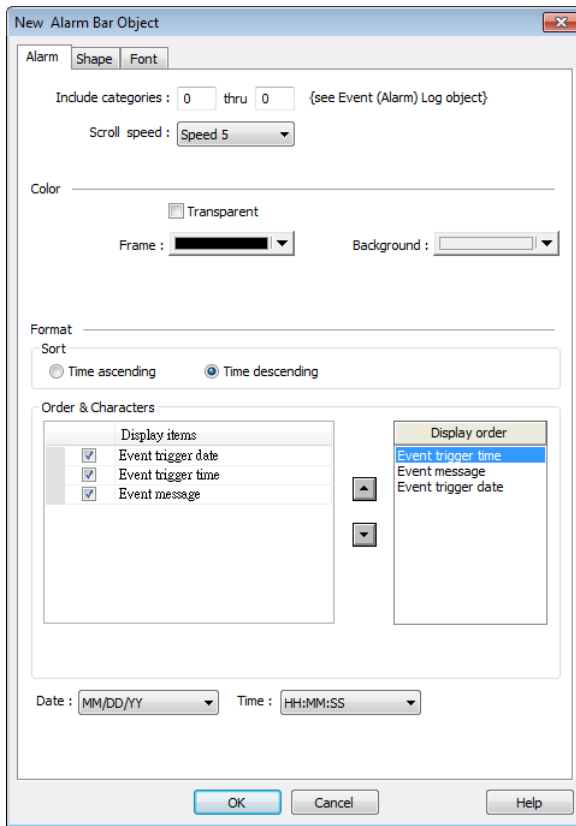 New Alarm Bar Object
Alarm Shape Font
Include categories : 0 thru 0 {see Event (Alarm) Log object}
Scroll speed : Speed 5
Color
Transparent
Frame : Background :
Format
Sort
Time ascending Time descending
Order & Characters
Display items
Event trigger date
Event trigger time
Event message
Display order
Event trigger time
Event message
Event trigger date
Date : MM/DD/YY Time : HH:MM:SS
OK Cancel Help